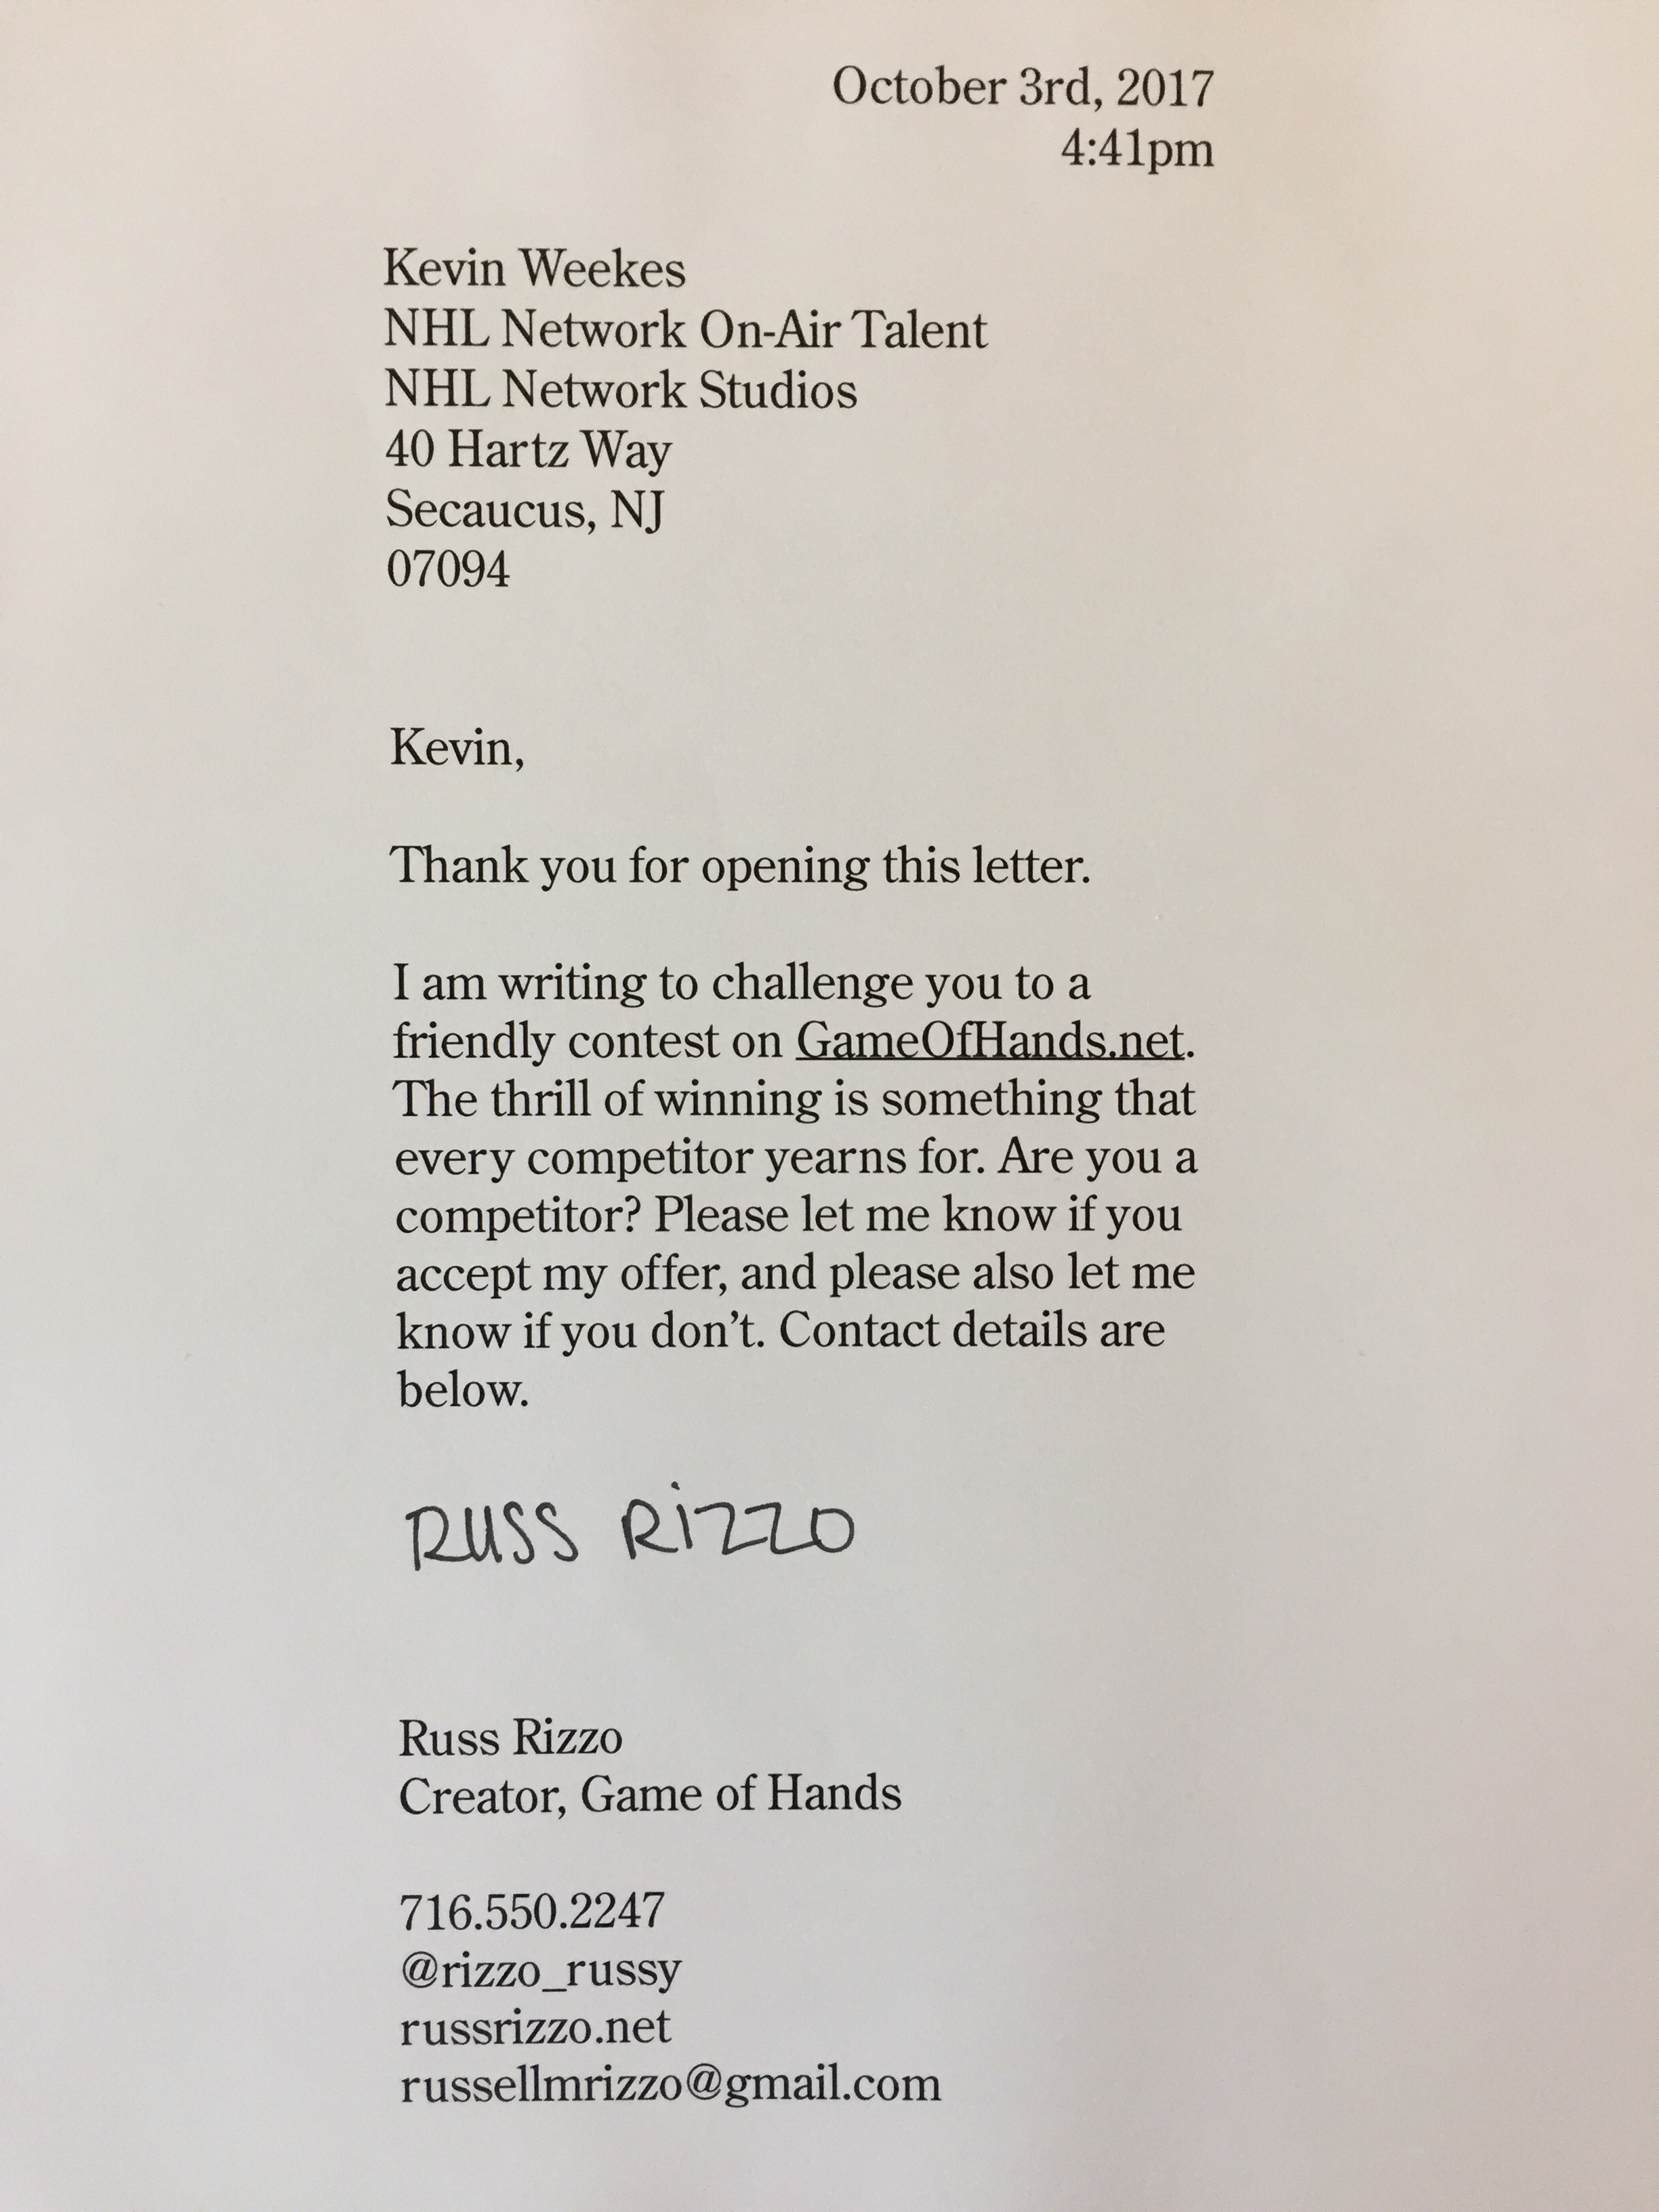 October 3rd, 2017
4:41pm
Kevin Weekes
NHL Network On-Air Talent
NHL Network Studios
40 Hartz Way
Secaucus, NJ
07094
Kevin,
Thank you for opening this letter.
I am writing to challenge you to a
friendly contest on GameOfHands.net.
The thrill of winning is something that
every competitor yearns for. Are you a
competitor? Please let me know if you
accept my offer, and please also let me
know if you don’t. Contact details are
below.
RUSS RiZZO
Russ Rizzo
Creator, Game of Hands
716.550.2247
@rizzo_russy
russrizzo.net
russellmrizzo@gmail.com